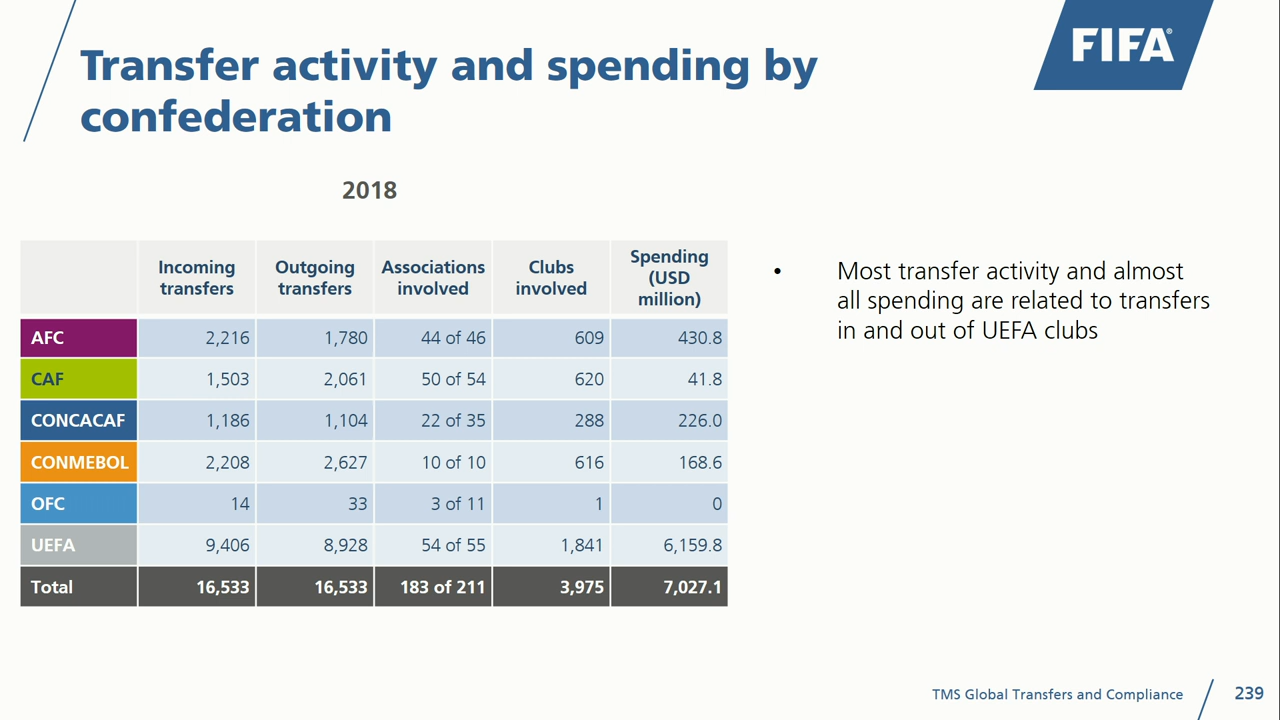 FIFA®
Transfer activity and spending by
confederation
2018
Incoming transfers Outgoing transfers Associations involved Clubs involved Spending (USD million)
AFC 2,216 1,780 44 of 46 609 430.8
CAF 1,503 2,061 50 of 54 620 41.8
CONCACAF 1,186 1,104 22 of 35 288 226.0
CONMEBOL 2,208 2,627 10 of 10 616 168.6
OFC 14 33 3 of 11 1 0
UEFA 9,406 8,928 54 of 55 1,841 6,159.8
Total 16,533 16,533 183 of 211 3,975 7,027.1
• Most transfer activity and almost
all spending are related to transfers
in and out of UEFA clubs
TMS Global Transfers and Compliance 239